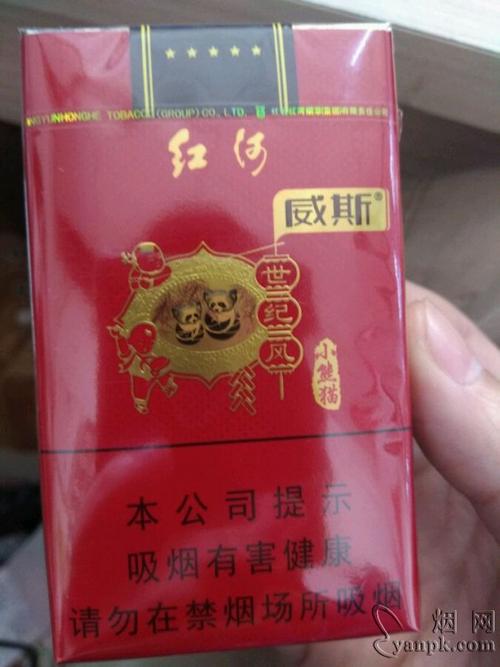 ★★★★★
NGYUNHONGHE TOBACCO (GROUP) CO., LTD.
红河
威斯®
世纪风
小熊猫
本公司提示
吸烟有害健康
请勿在禁烟场所吸烟
烟网
yanpk.com